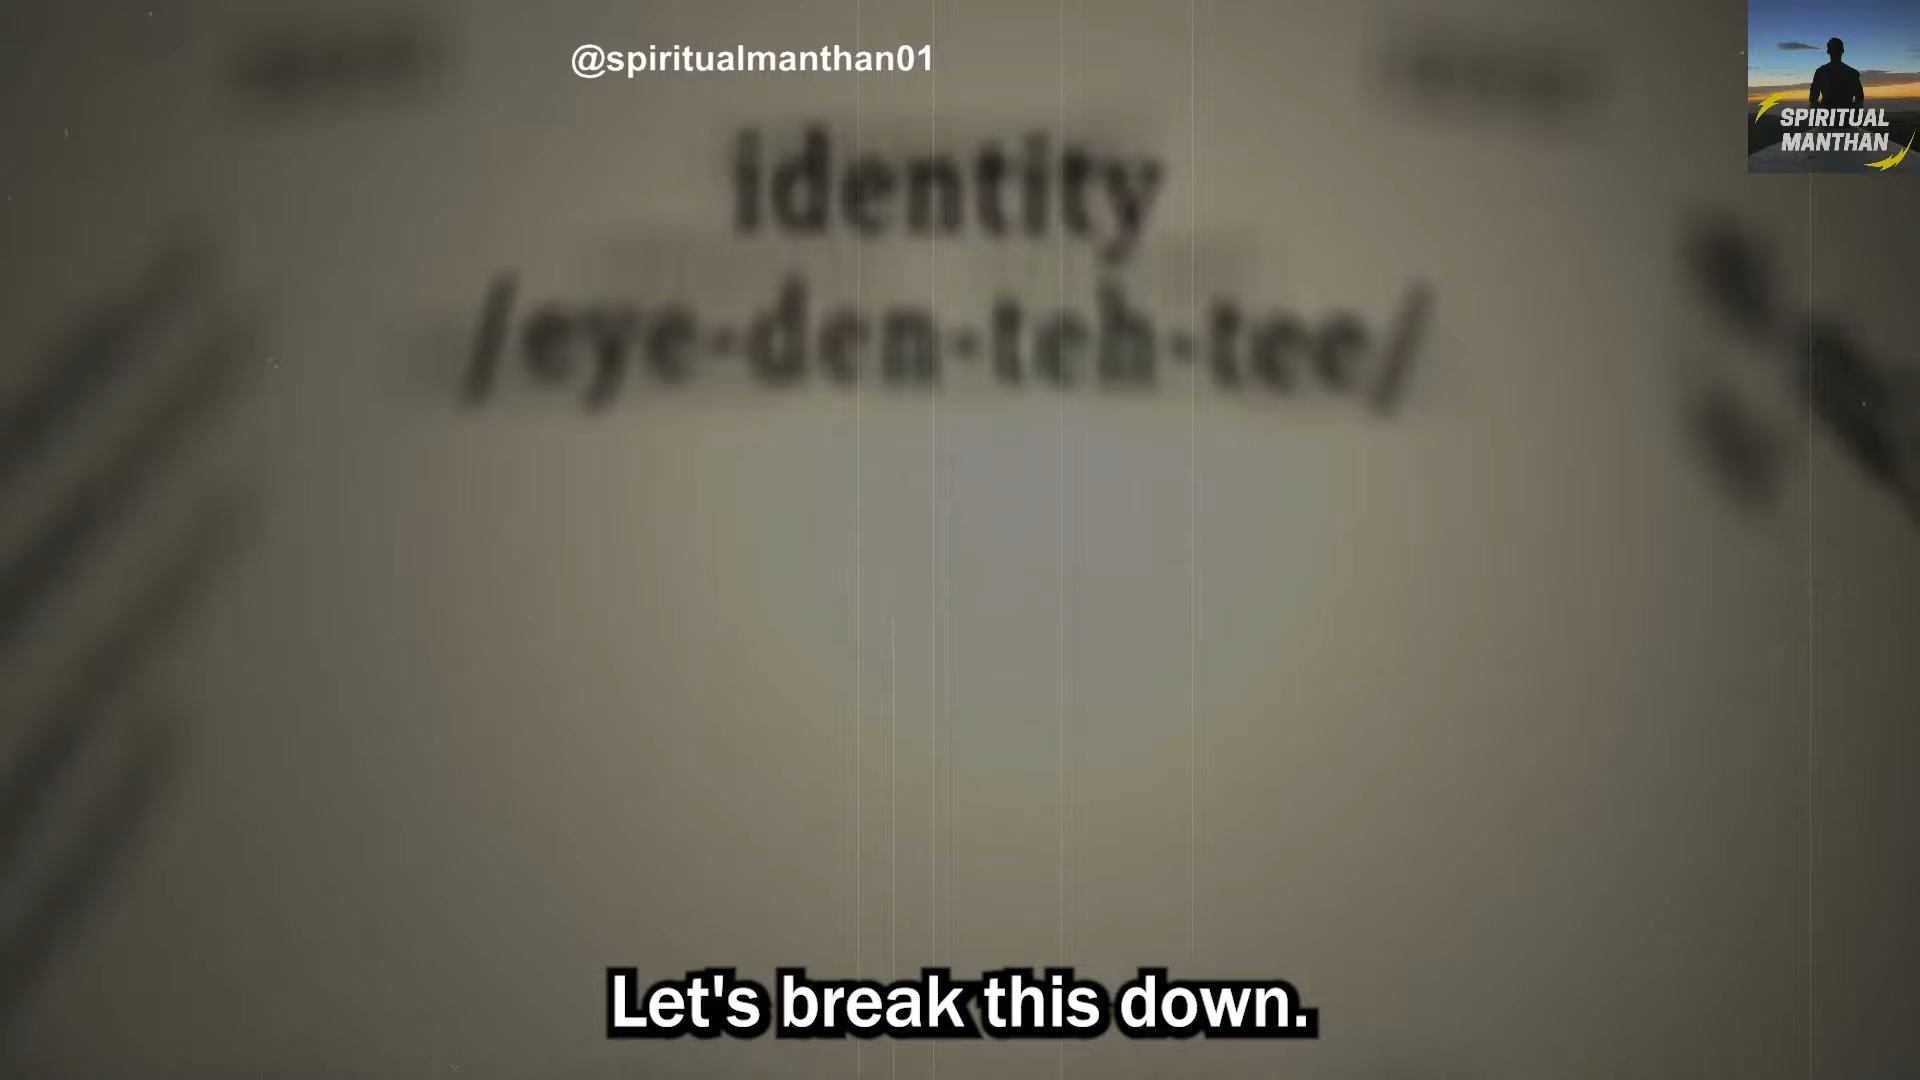 @spiritualmanthan01
SPIRITUAL
MANTHAN
identity
/eye-den-teh-tee/
Let's break this down.